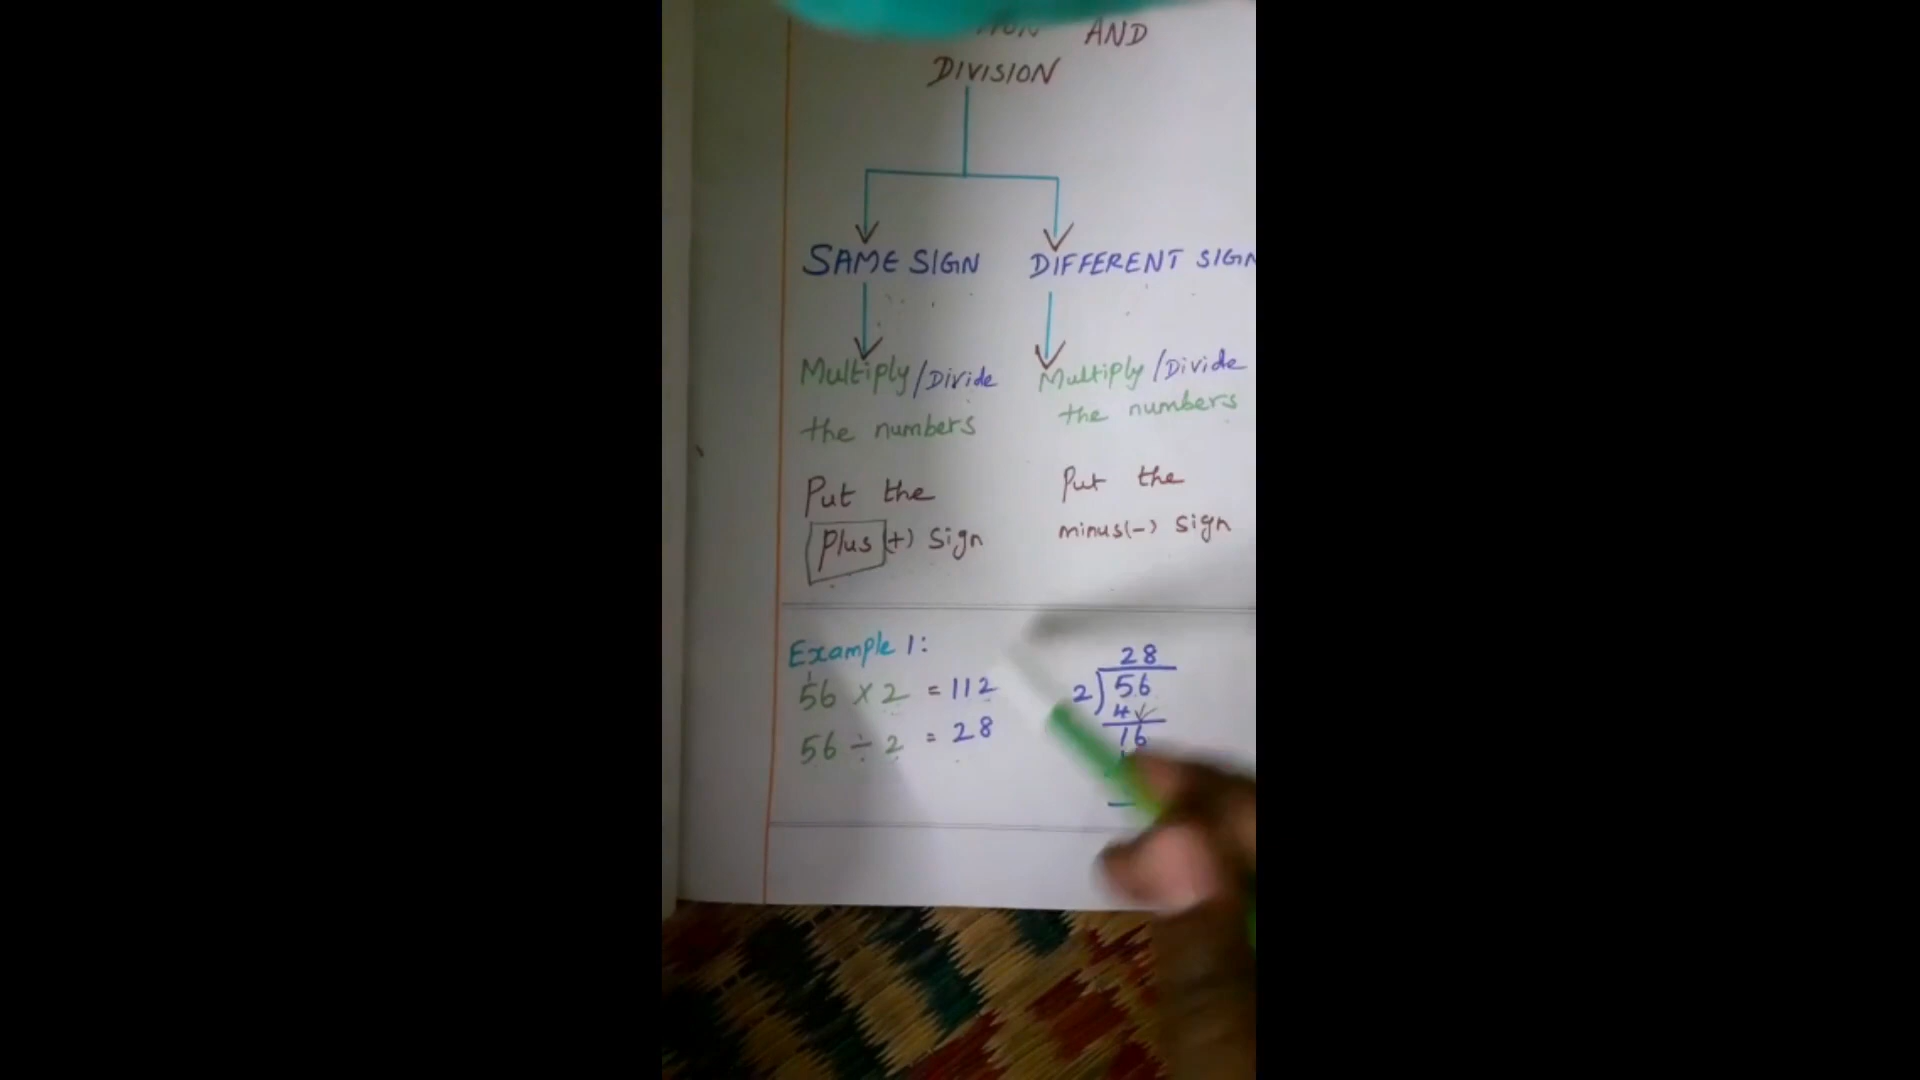 AND
DIVISION
SAME SIGN
DIFFERENT SIGN
Multiply/Divide
the numbers
Put the
Plus (+) Sign
Multiply/Divide
the numbers
Put the
minus(-) sign
Example 1:
1
56 × 2 = 112
56 ÷ 2 = 28
28
2)56
4
16